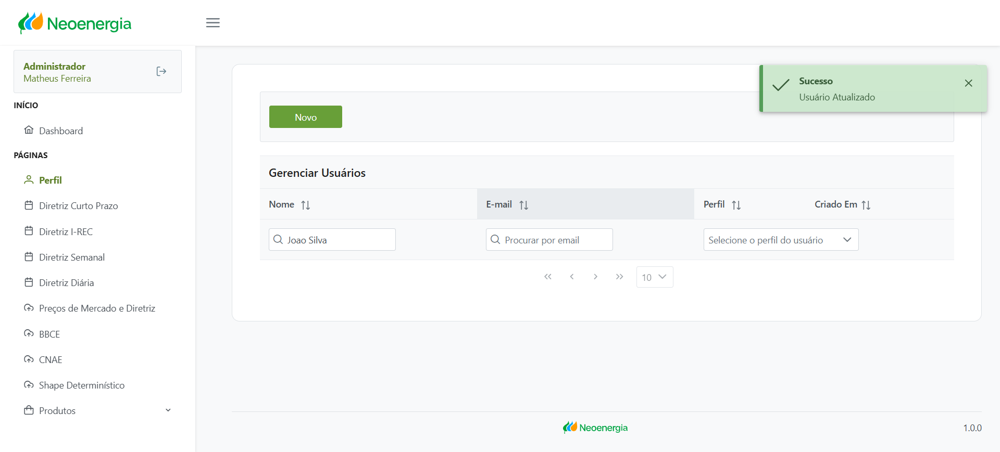 Neoenergia
Administrador
Matheus Ferreira
INÍCIO
Dashboard
PÁGINAS
Perfil
Diretriz Curto Prazo
Diretriz I-REC
Diretriz Semanal
Diretriz Diária
Preços de Mercado e Diretriz
BBCE
CNAE
Shape Determinístico
Produtos
Sucesso
Usuário Atualizado
Novo
Gerenciar Usuários
Nome E-mail Perfil Criado Em
Joao Silva Procurar por email Selecione o perfil do usuário
10
Neoenergia 1.0.0